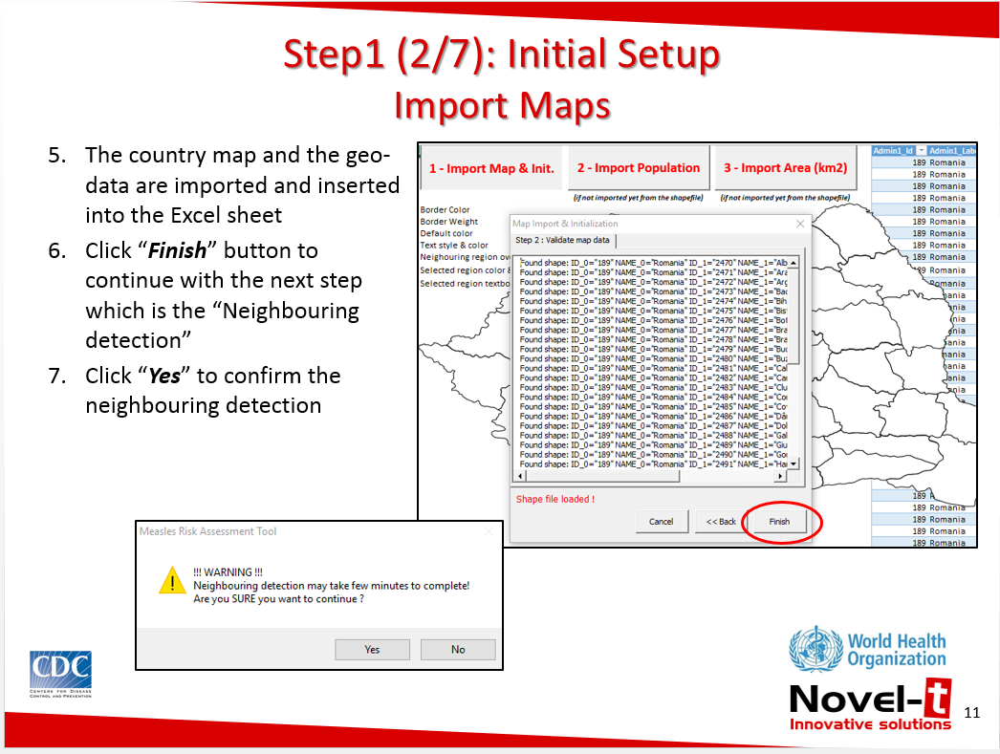 Step1 (2/7): Initial Setup
Import Maps
5. The country map and the geo-
data are imported and inserted
into the Excel sheet
6. Click “Finish” button to
continue with the next step
which is the “Neighbouring
detection”
7. Click “Yes” to confirm the
neighbouring detection
1 - Import Map & Init.
2 - Import Population
3 - Import Area (km2)
(if not imported yet from the shapefile)
(if not imported yet from the shapefile)
Admin1_Id
189 Romania
189 Romania
189 Romania
189 Romania
189 Romania
189 Romania
189 Romania
189 Romania
189 Romania
Border Color
Border Weight
Default color
Text style & color
Neighouring region
Selected region color
Selected region
Map Import & Initialization
Step 2 : Validate map data
Found shape: ID_0="189" NAME_0="Romania" ID_1="2470" NAME_1="Alb
Found shape: ID_0="189" NAME_0="Romania" ID_1="2471" NAME_1="Ara
Found shape: ID_0="189" NAME_0="Romania" ID_1="2472" NAME_1="Arg
Found shape: ID_0="189" NAME_0="Romania" ID_1="2473" NAME_1="Bac
Found shape: ID_0="189" NAME_0="Romania" ID_1="2474" NAME_1="Bih
Found shape: ID_0="189" NAME_0="Romania" ID_1="2475" NAME_1="Bis
Found shape: ID_0="189" NAME_0="Romania" ID_1="2476" NAME_1="Bot
Found shape: ID_0="189" NAME_0="Romania" ID_1="2477" NAME_1="Bra
Found shape: ID_0="189" NAME_0="Romania" ID_1="2478" NAME_1="Bra
Found shape: ID_0="189" NAME_0="Romania" ID_1="2479" NAME_1="Buc
Found shape: ID_0="189" NAME_0="Romania" ID_1="2480" NAME_1="Buz
Found shape: ID_0="189" NAME_0="Romania" ID_1="2481" NAME_1="Cal
Found shape: ID_0="189" NAME_0="Romania" ID_1="2482" NAME_1="Car
Found shape: ID_0="189" NAME_0="Romania" ID_1="2483" NAME_1="Clu
Found shape: ID_0="189" NAME_0="Romania" ID_1="2484" NAME_1="Con
Found shape: ID_0="189" NAME_0="Romania" ID_1="2485" NAME_1="Cov
Found shape: ID_0="189" NAME_0="Romania" ID_1="2486" NAME_1="Dâm
Found shape: ID_0="189" NAME_0="Romania" ID_1="2487" NAME_1="Dol
Found shape: ID_0="189" NAME_0="Romania" ID_1="2488" NAME_1="Gal
Found shape: ID_0="189" NAME_0="Romania" ID_1="2489" NAME_1="Giu
Found shape: ID_0="189" NAME_0="Romania" ID_1="2490" NAME_1="Gor
Found shape: ID_0="189" NAME_0="Romania" ID_1="2491" NAME_1="Har
Shape file loaded !
Cancel
<< Back
Finish
189
189 Romania
189 Romania
189 Romania
189 Romania
Measles Risk Assessment Tool
!!! WARNING !!!
Neighbouring detection may take few minutes to complete!
Are you SURE you want to continue ?
Yes
No
CDC
CENTERS FOR DISEASE
CONTROL AND PREVENTION
World Health
Organization
Novel-t
Innovative solutions
11